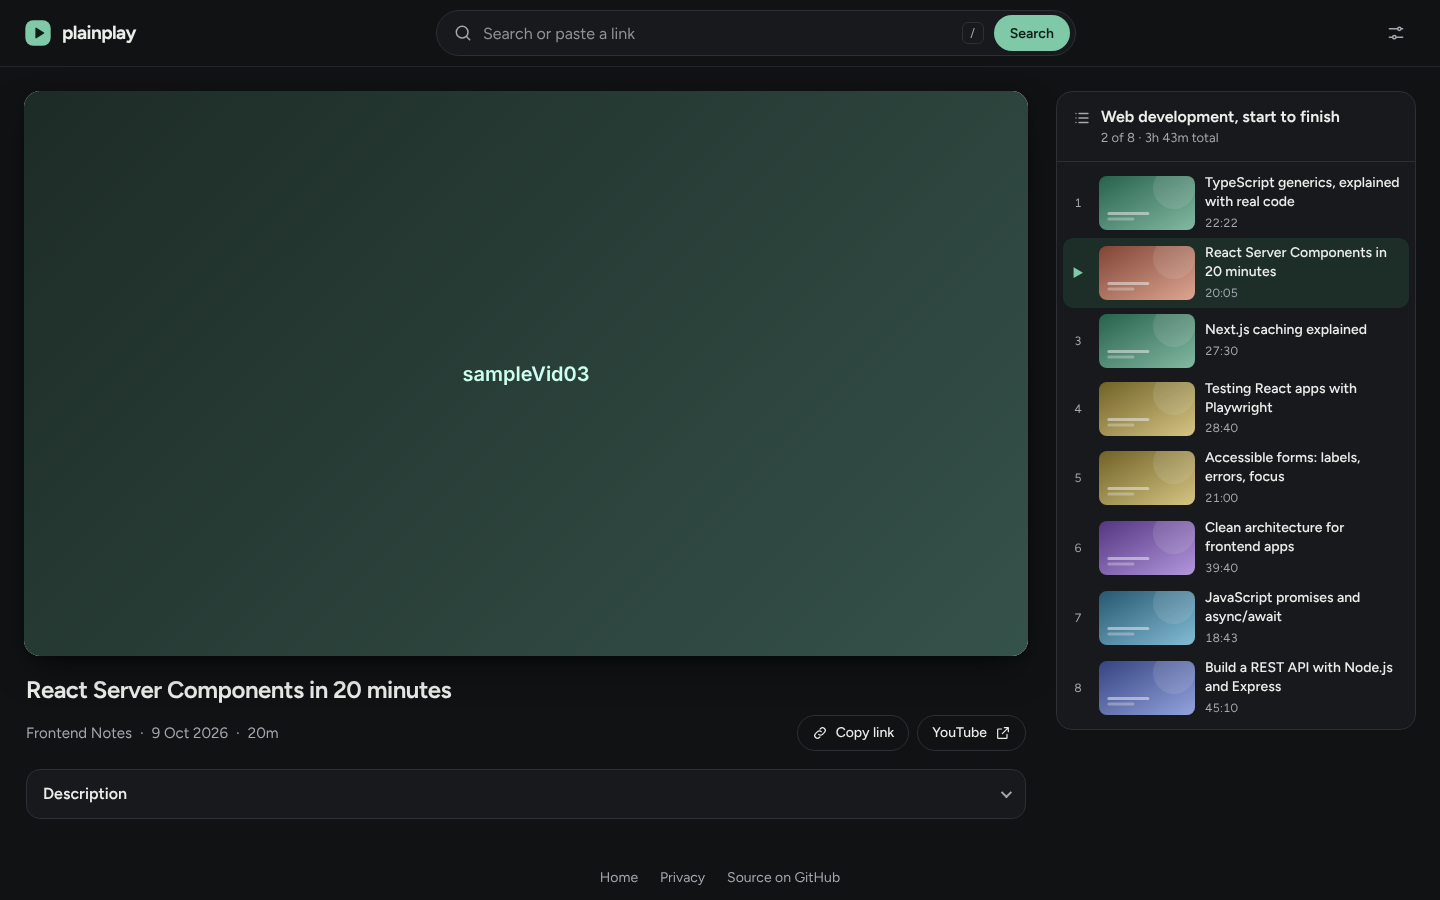 plainplay
Search or paste a link
/
Search
sampleVid03
React Server Components in 20 minutes
Frontend Notes · 9 Oct 2026 · 20m
Copy link
YouTube
Description
Web development, start to finish
2 of 8 · 3h 43m total
1
TypeScript generics, explained
with real code
22:22
React Server Components in
20 minutes
20:05
3
Next.js caching explained
27:30
4
Testing React apps with
Playwright
28:40
5
Accessible forms: labels,
errors, focus
21:00
6
Clean architecture for
frontend apps
39:40
7
JavaScript promises and
async/await
18:43
8
Build a REST API with Node.js
and Express
45:10
Home
Privacy
Source on GitHub